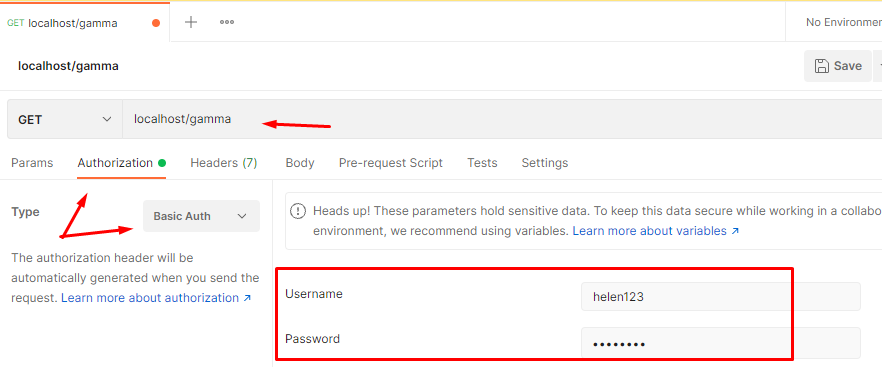 GET localhost/gamma
No Environmen
localhost/gamma
Save
GET localhost/gamma
Params Authorization Headers (7) Body Pre-request Script Tests Settings
Type Basic Auth
The authorization header will be
automatically generated when you send the
request. Learn more about authorization ↗
Heads up! These parameters hold sensitive data. To keep this data secure while working in a collabo
environment, we recommend using variables. Learn more about variables ↗
Username helen123
Password ••••••••